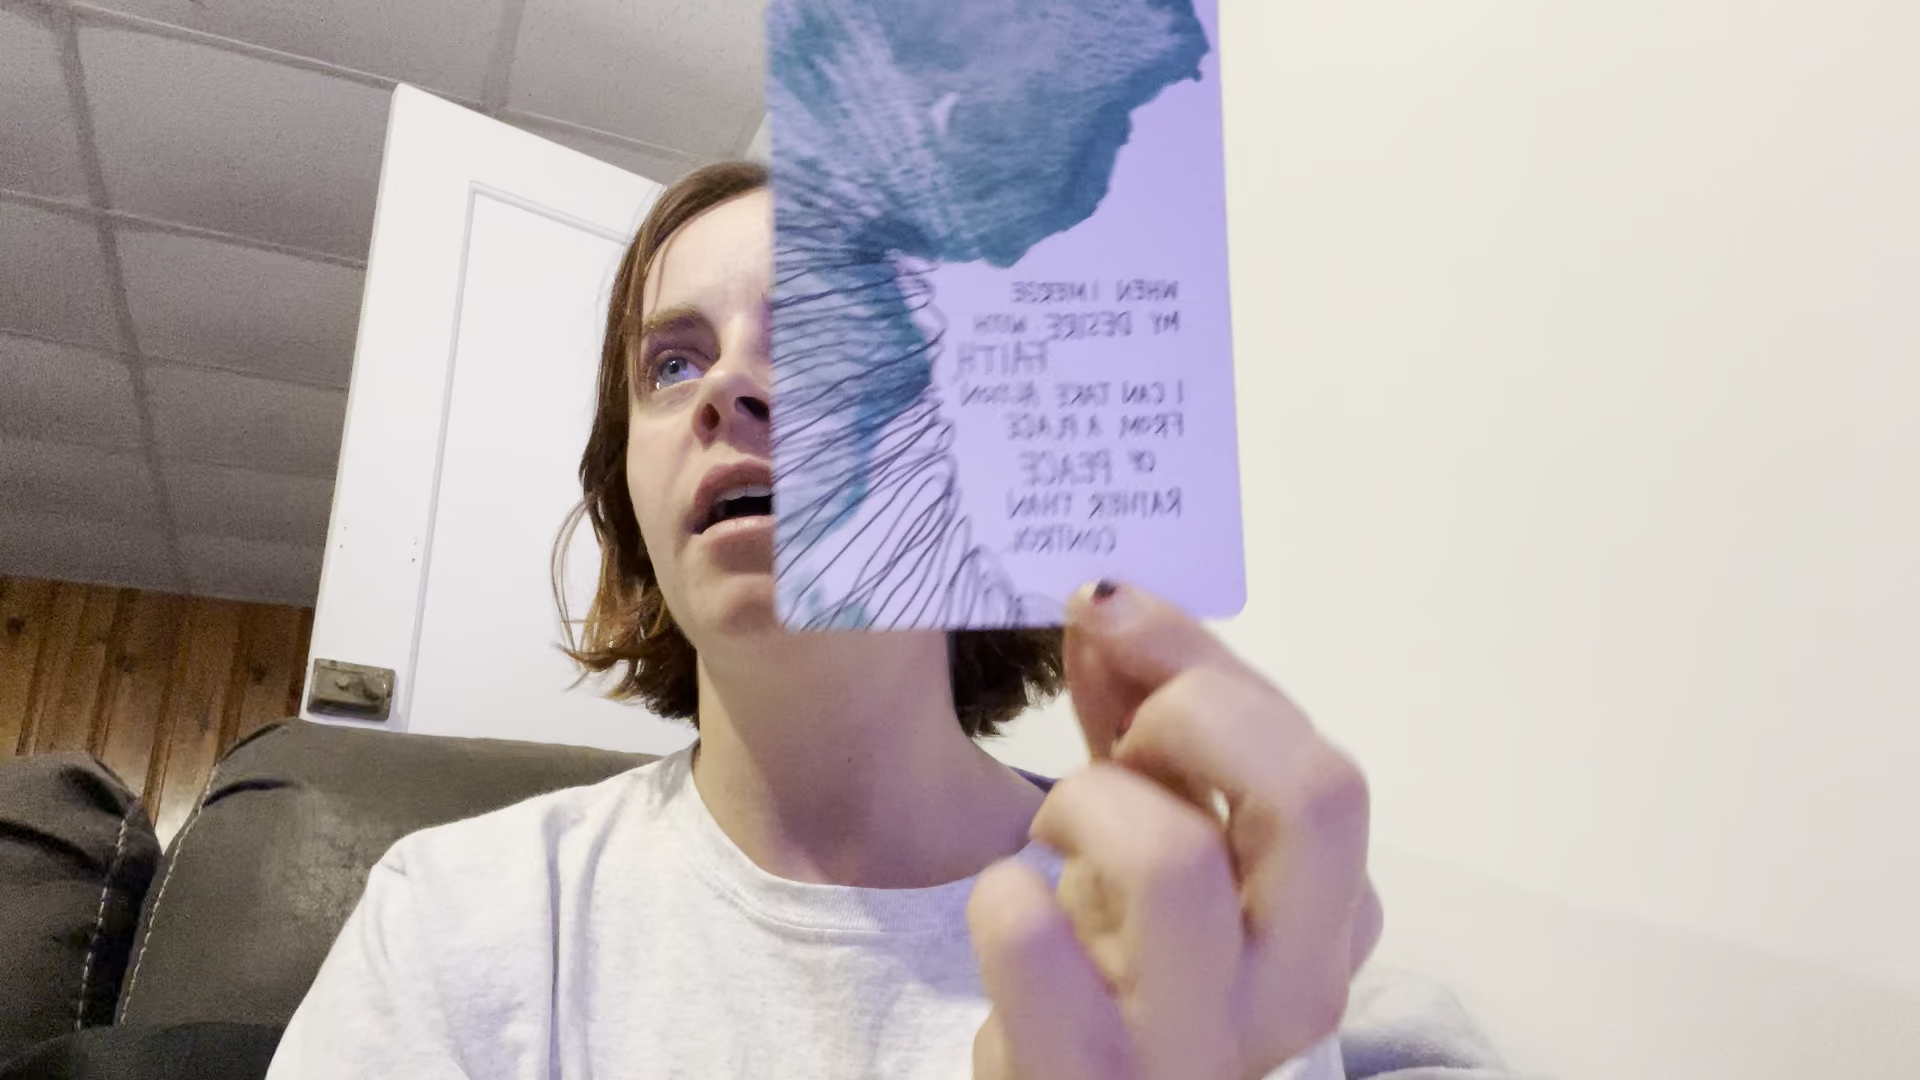 WHEN I MERGE
MY DESIRE WITH
FAITH,
I CAN TAKE ACTION
FROM A PLACE
OF PEACE
RATHER THAN
CONTROL